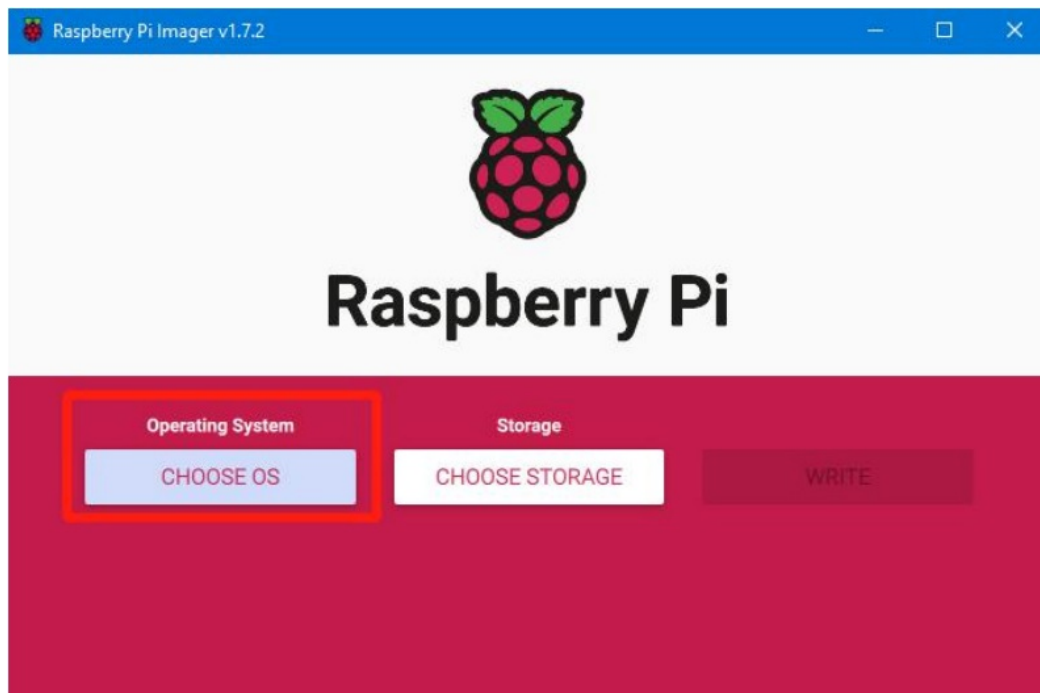 Raspberry Pi Imager v1.7.2
Raspberry Pi
Operating System
Storage
CHOOSE OS
CHOOSE STORAGE
WRITE